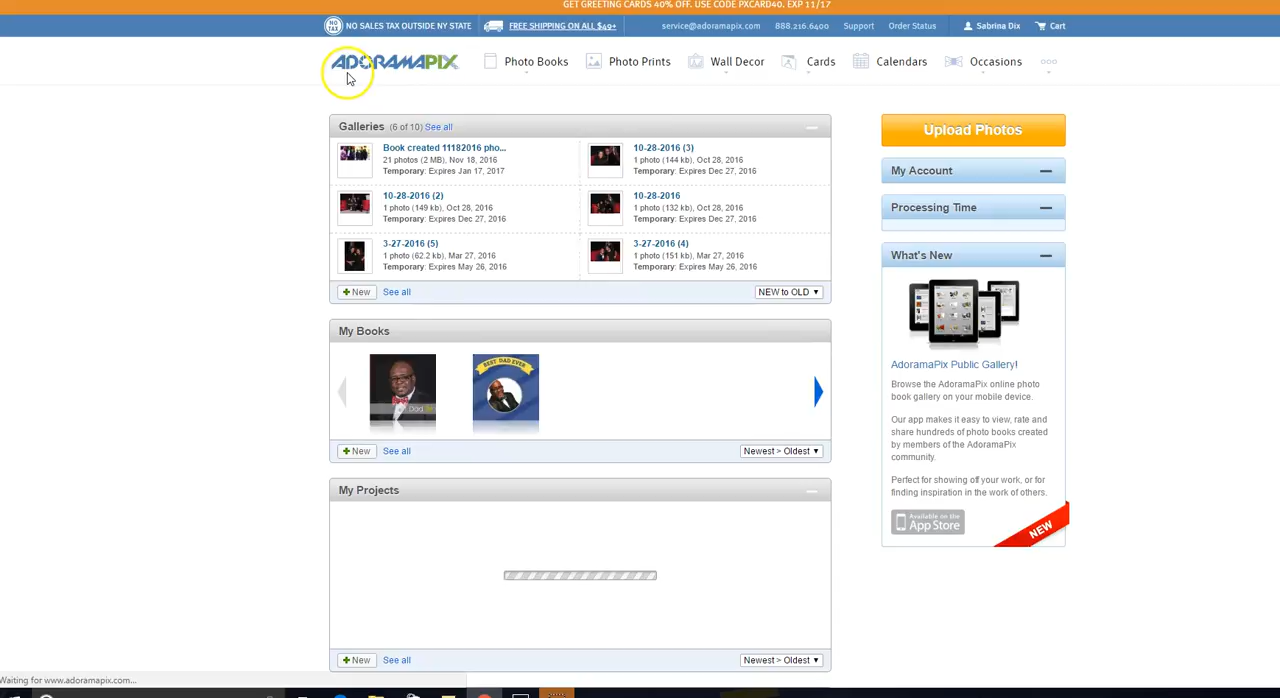 GET GREETING CARDS 40% OFF. USE CODE PXCARD40. EXP 11/17
NO TAX
NO SALES TAX OUTSIDE NY STATE
FREE SHIPPING ON ALL $49+
service@adoramapix.com
888.216.6400
Support
Order Status
Sabrina Dix
Cart
ADORAMAPIX
Photo Books
Photo Prints
Wall Decor
Cards
Calendars
Occasions
Galleries (6 of 10) See all
Book created 11182016 pho...
21 photos (2 MB), Nov 18, 2016
Temporary: Expires Jan 17, 2017
10-28-2016 (3)
1 photo (144 kb), Oct 28, 2016
Temporary: Expires Dec 27, 2016
10-28-2016 (2)
1 photo (149 kb), Oct 28, 2016
Temporary: Expires Dec 27, 2016
10-28-2016
1 photo (132 kb), Oct 28, 2016
Temporary: Expires Dec 27, 2016
3-27-2016 (5)
1 photo (62.2 kb), Mar 27, 2016
Temporary: Expires May 26, 2016
3-27-2016 (4)
1 photo (151 kb), Mar 27, 2016
Temporary: Expires May 26, 2016
New
See all
NEW to OLD
My Books
BEST DAD EVER
New
See all
Newest > Oldest
My Projects
New
See all
Newest > Oldest
Upload Photos
My Account
Processing Time
What's New
AdoramaPix Public Gallery!
Browse the AdoramaPix online photo
book gallery on your mobile device.
Our app makes it easy to view, rate and
share hundreds of photo books created
by members of the AdoramaPix
community.
Perfect for showing off your work, or for
finding inspiration in the work of others.
Available on the
App Store
NEW
Waiting for www.adoramapix.com...